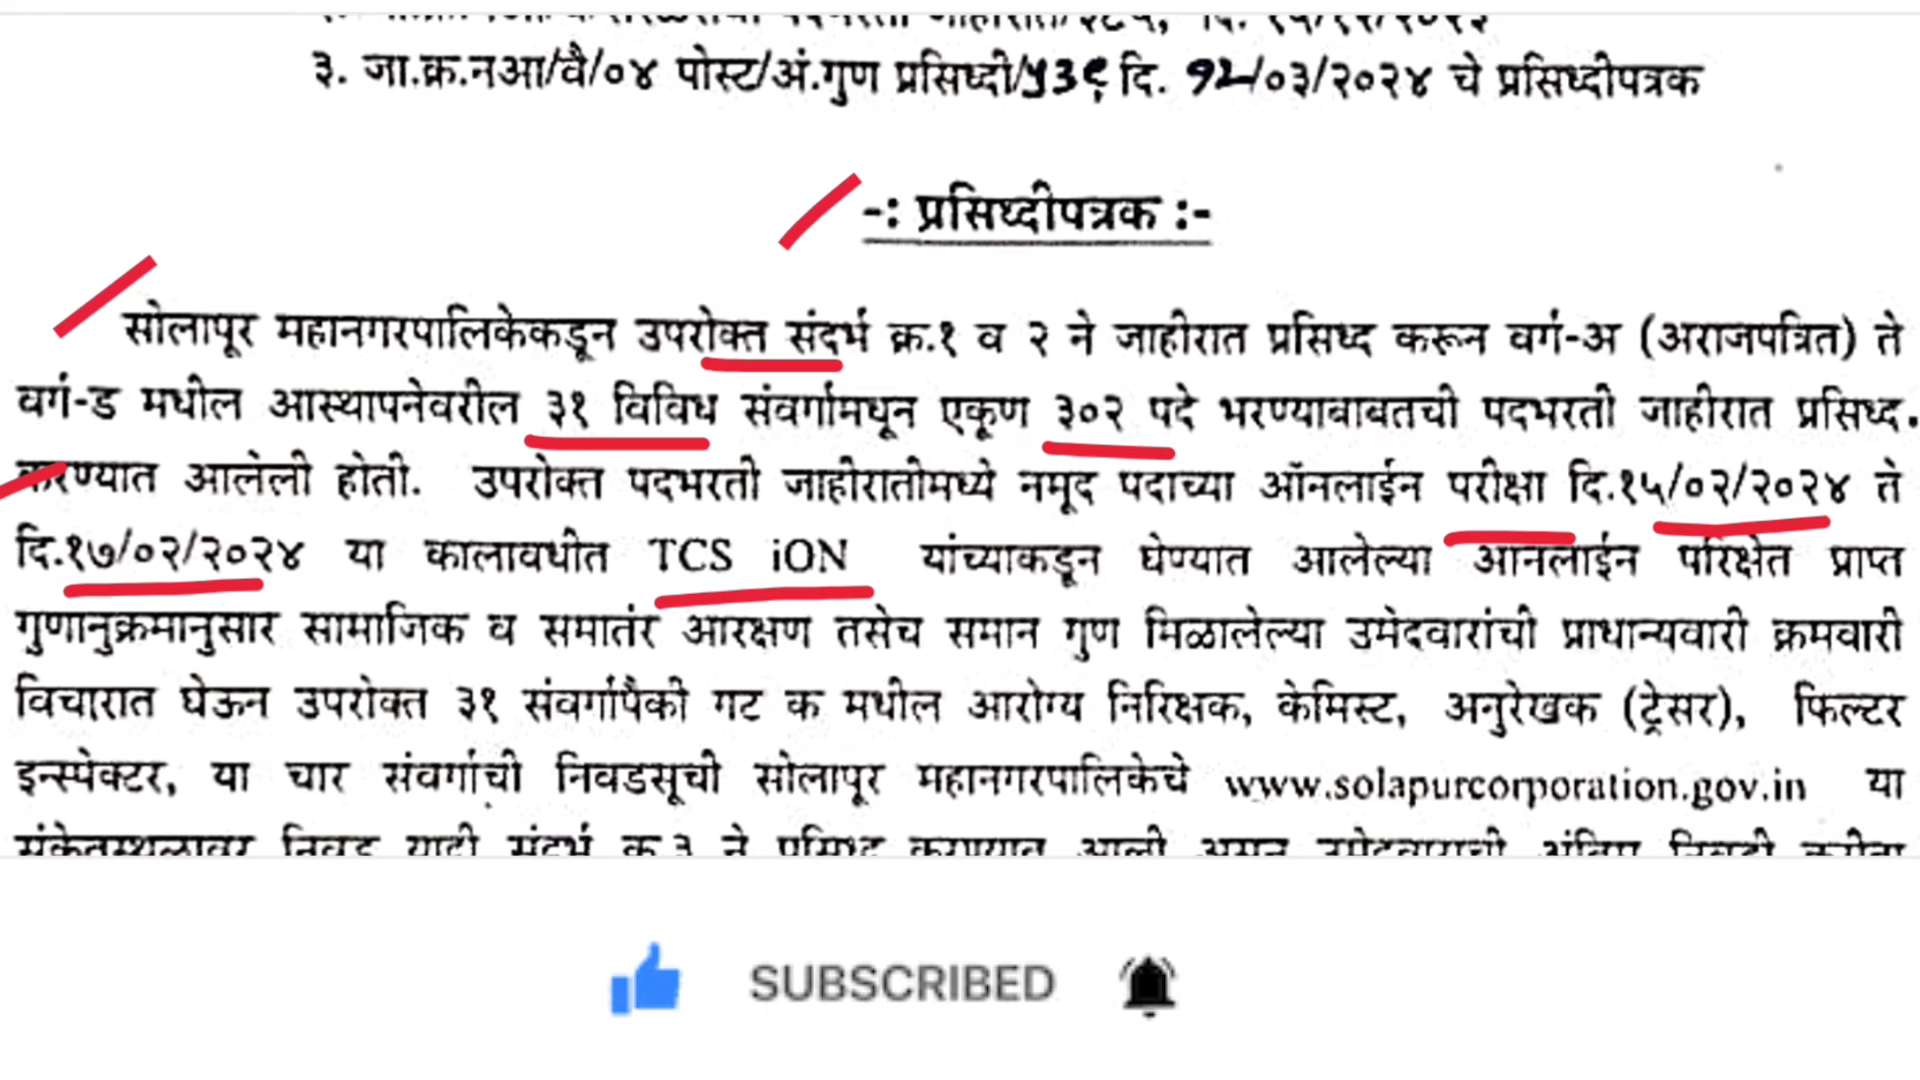 ३. जा.क्र.नआ/वै/०४ पोस्ट/अं.गुण प्रसिध्दी/५३९ दि. १२/०३/२०२४ चे प्रसिध्दीपत्रक
-: प्रसिध्दीपत्रक :-
सोलापूर महानगरपालिकेकडून उपरोक्त संदर्भ क्र.१ व २ ने जाहीरात प्रसिध्द करून वर्ग-अ (अराजपत्रित) ते
वर्ग-ड मधील आस्थापनेवरील ३१ विविध संवर्गामधून एकूण ३०२ पदे भरण्याबाबतची पदभरती जाहीरात प्रसिध्द.
करण्यात आलेली होती. उपरोक्त पदभरती जाहीरातीमध्ये नमूद पदाच्या ऑनलाईन परीक्षा दि.१५/०२/२०२४ ते
दि.१७/०२/२०२४ या कालावधीत TCS iON यांच्याकडून घेण्यात आलेल्या आनलाईन परिक्षेत प्राप्त
गुणानुक्रमानुसार सामाजिक व समातंर आरक्षण तसेच समान गुण मिळालेल्या उमेदवारांची प्राधान्यवारी क्रमवारी
विचारात घेऊन उपरोक्त ३१ संवर्गापैकी गट क मधील आरोग्य निरिक्षक, केमिस्ट, अनुरेखक (ट्रेसर), फिल्टर
इन्स्पेक्टर, या चार संवर्गाची निवडसूची सोलापूर महानगरपालिकेचे www.solapurcorporation.gov.in या
SUBSCRIBED